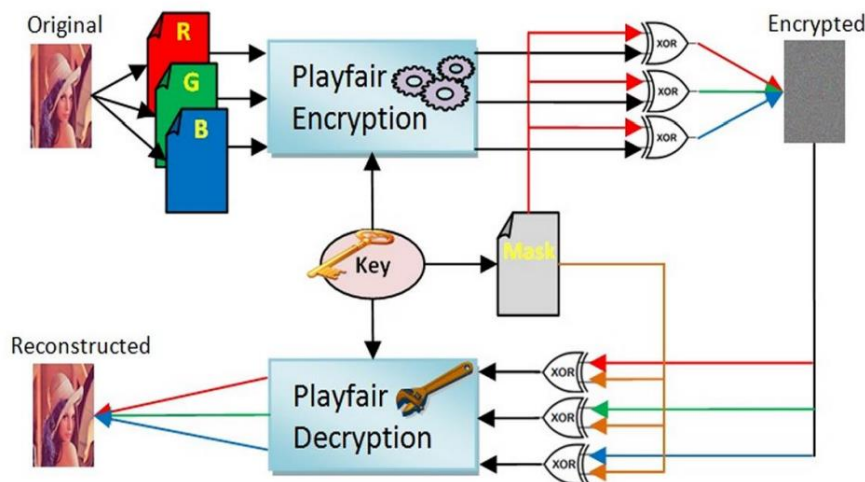 Original
R
G
B
Playfair
Encryption
XOR
XOR
XOR
Encrypted
Key
Mask
Reconstructed
Playfair
Decryption
XOR
XOR
XOR